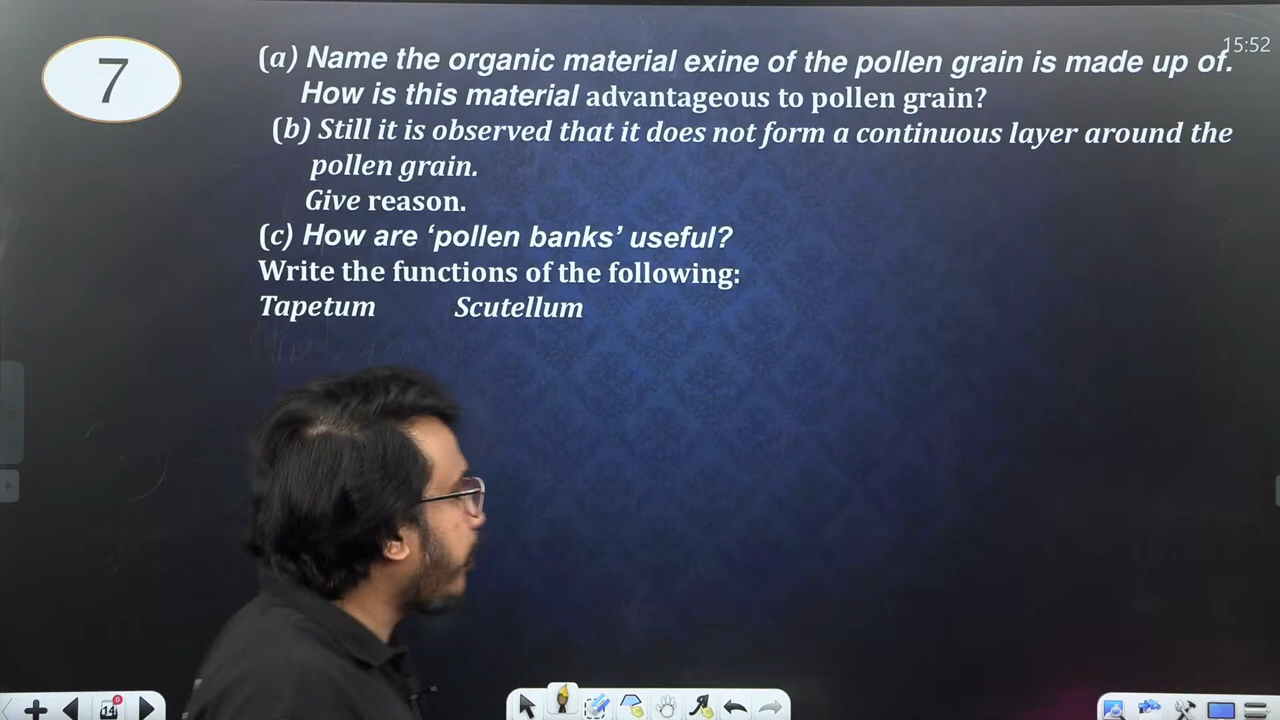 7
15:52
(a) Name the organic material exine of the pollen grain is made up of.
How is this material advantageous to pollen grain?
(b) Still it is observed that it does not form a continuous layer around the
pollen grain.
Give reason.
(c) How are ‘pollen banks’ useful?
Write the functions of the following:
Tapetum Scutellum
14